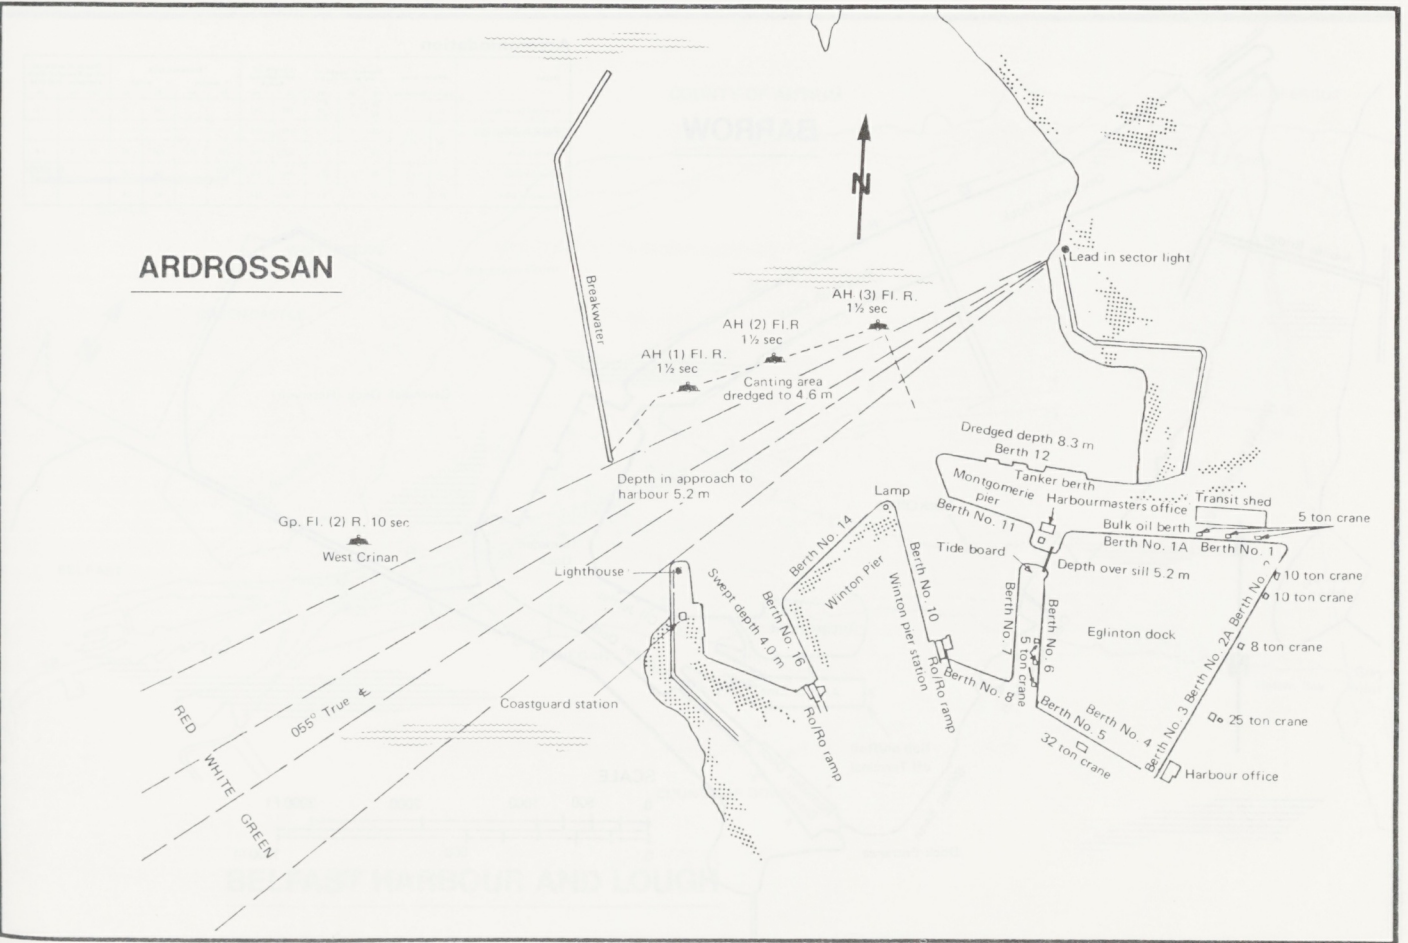 ARDROSSAN
N
Breakwater
Lead in sector light
AH (3) Fl. R.
1½ sec
AH (2) Fl.R
1½ sec
AH (1) Fl. R.
1½ sec
Canting area
dredged to 4.6 m
Depth in approach to
harbour 5.2 m
Gp. Fl. (2) R. 10 sec
West Crinan
Dredged depth 8.3 m
Berth 12
Tanker berth
Montgomerie
pier
Harbourmasters office
Transit shed
5 ton crane
Bulk oil berth
Berth No. 11
Berth No. 1A
Berth No. 1
Lamp
Berth No. 14
Winton Pier
Tide board
Depth over sill 5.2 m
Lighthouse
Swept depth 4.0 m
Berth No. 16
Berth No. 10
Winton pier station
Berth No. 7
Berth No. 6
5 ton crane
10 ton crane
10 ton crane
Eglinton dock
8 ton crane
Berth No.
Berth No. 2A
Berth No. 3
Ro/Ro ramp
Ro/Ro ramp
Berth No. 8
Berth No. 5
Berth No. 4
25 ton crane
32 ton crane
Harbour office
Coastguard station
055° True ℄
RED
WHITE
GREEN
WORRAB
SCALE
BELFAST HARBOUR AND LOUGH